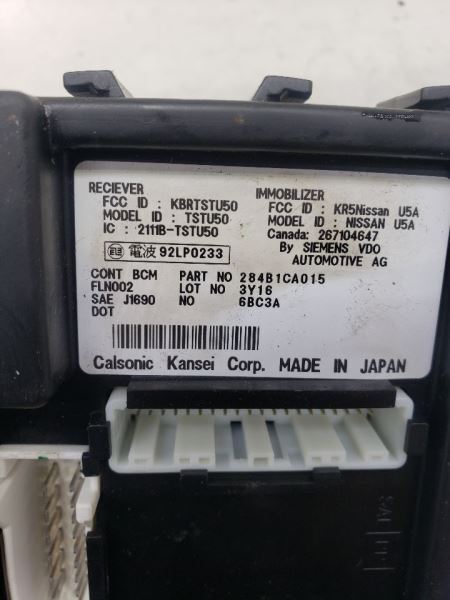 RECIEVER
FCC ID : KBRTSTU50
MODEL ID : TSTU50
IC : 2111B-TSTU50
電波 92LP0233
IMMOBILIZER
FCC ID : KR5Nissan U5A
MODEL ID : NISSAN U5A
Canada: 267104647
By SIEMENS VDO
AUTOMOTIVE AG
CONT BCM PART NO 284B1CA015
FLN002 LOT NO 3Y16
SAE J1690 NO 6BC3A
DOT
Calsonic Kansei Corp. MADE IN JAPAN